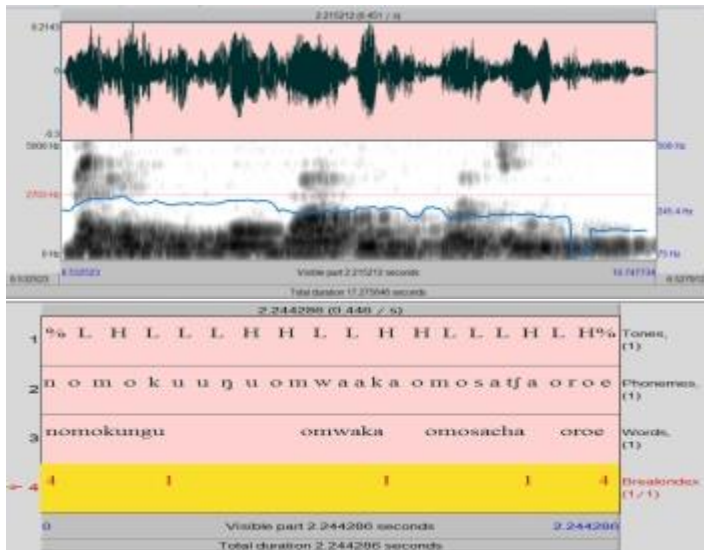 2.215212 (0.451 / s)
0.2143
0
-0.3
5000 Hz 500 Hz
2703 Hz 245.4 Hz
0 Hz 75 Hz
8.532523 8.532523 Visible part 2.215212 seconds 10.747734
Total duration 17.275646 seconds
2.244286 (0.446 / s)
1 % L H L L L H H L L H H L L L H L H% Tones, (1)
2 n o m o k u u ŋ u o m w a a k a o m o s a tʃ a o r o e Phonemes, (1)
3 nomokungu omwaka omosacha oroe Words, (1)
4 4 1 1 1 4 Breakindex (1/1)
0 Visible part 2.244286 seconds 2.244286
Total duration 2.244286 seconds